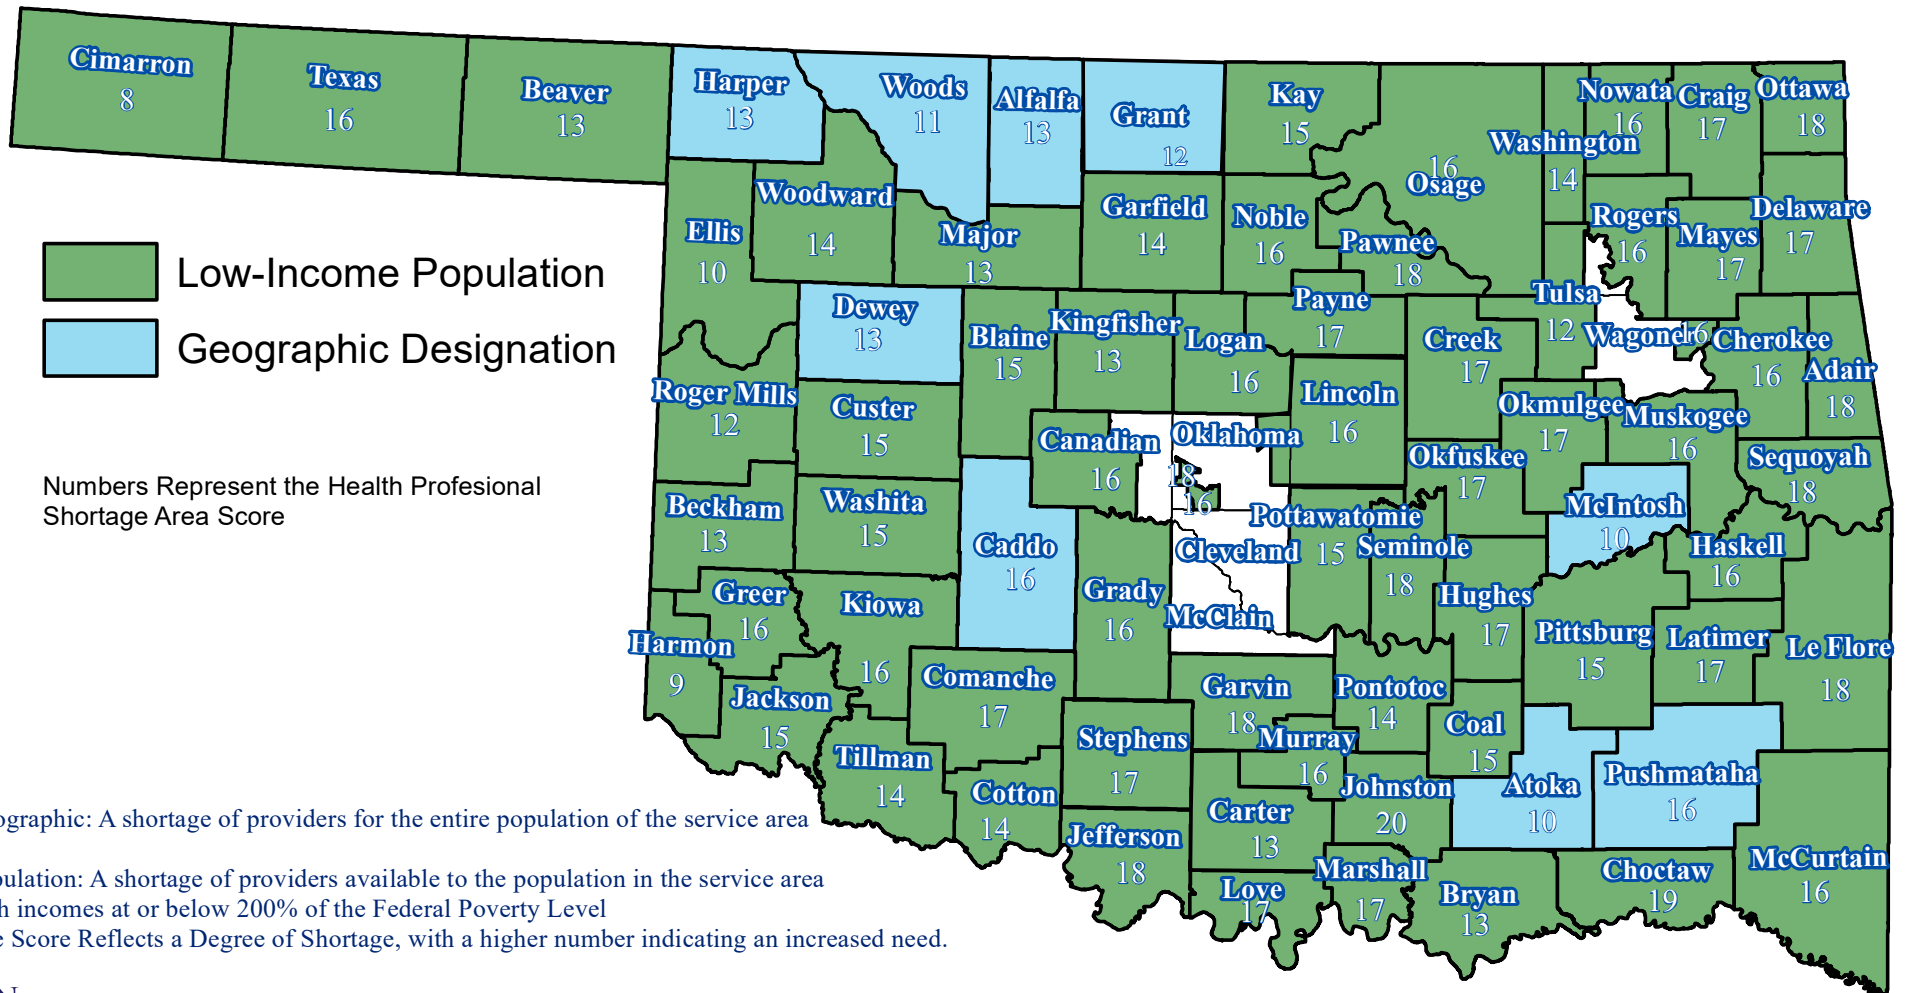 Cimarron
8
Texas
16
Beaver
13
Harper
13
Woods
11
Alfalfa
13
Grant
12
Kay
15
Osage
16
Washington
14
Nowata
16
Craig
17
Ottawa
18
Ellis
10
Woodward
14
Major
13
Garfield
14
Noble
16
Pawnee
18
Rogers
16
Mayes
17
Delaware
17
Low-Income Population
Geographic Designation
Dewey
13
Blaine
15
Kingfisher
13
Logan
16
Payne
17
Creek
17
Tulsa
12
Wagoner
16
Cherokee
16
Adair
18
Roger Mills
12
Custer
15
Canadian
16
Oklahoma
18
16
Lincoln
16
Okmulgee
17
Muskogee
16
Okfuskee
17
Sequoyah
18
Numbers Represent the Health Profesional
Shortage Area Score
Beckham
13
Washita
15
Caddo
16
Grady
16
Cleveland
McClain
Pottawatomie
15
Seminole
18
Hughes
17
McIntosh
10
Haskell
16
Greer
16
Kiowa
16
Harmon
9
Jackson
15
Comanche
17
Garvin
18
Pontotoc
14
Pittsburg
15
Latimer
17
Le Flore
18
Tillman
14
Cotton
14
Stephens
17
Murray
16
Coal
15
Johnston
20
Atoka
10
Pushmataha
16
Carter
13
Jefferson
18
Love
17
Marshall
17
Bryan
13
Choctaw
19
McCurtain
16
ographic: A shortage of providers for the entire population of the service area
pulation: A shortage of providers available to the population in the service area
h incomes at or below 200% of the Federal Poverty Level
e Score Reflects a Degree of Shortage, with a higher number indicating an increased need.